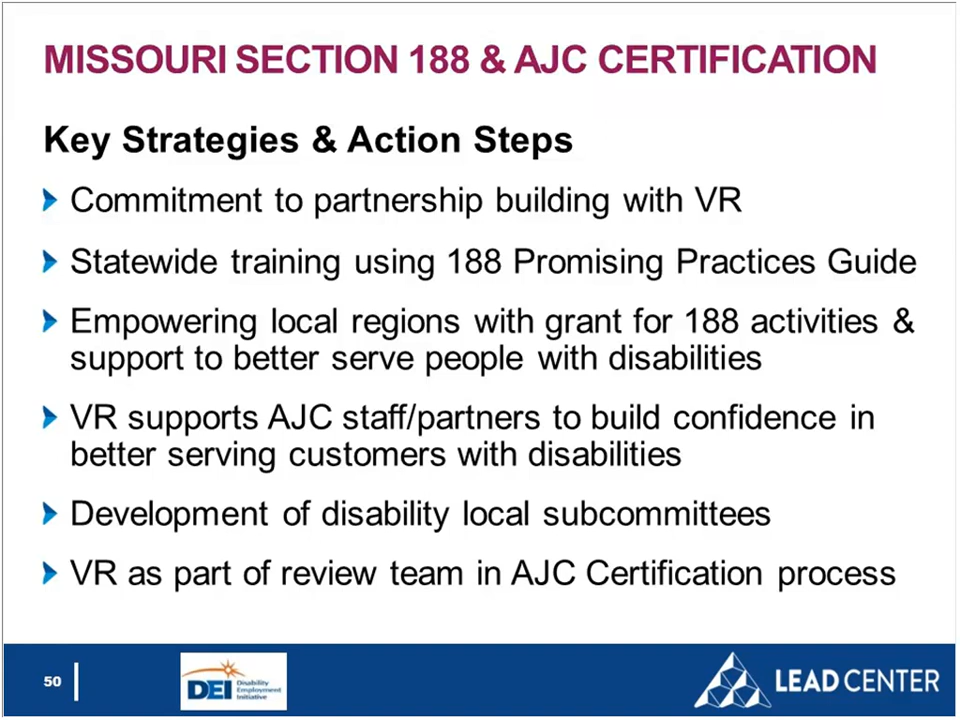 MISSOURI SECTION 188 & AJC CERTIFICATION
Key Strategies & Action Steps
Commitment to partnership building with VR
Statewide training using 188 Promising Practices Guide
Empowering local regions with grant for 188 activities &
support to better serve people with disabilities
VR supports AJC staff/partners to build confidence in
better serving customers with disabilities
Development of disability local subcommittees
VR as part of review team in AJC Certification process
50
DEI Disability
Employment
Initiative
LEAD CENTER